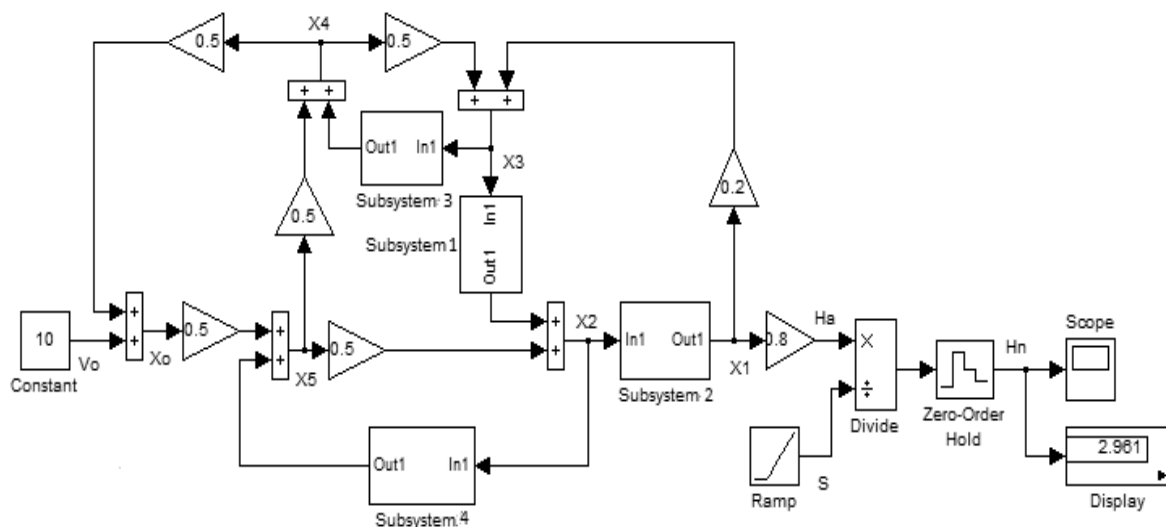 X4
0.5
0.5
+ +
+ +
Out1 In1
X3
Subsystem 3
0.2
0.5
In1
Out1
Subsystem 1
+
+
10
Constant
Vo
Xo
0.5
+
+
X5
0.5
+
+
X2
In1 Out1
Subsystem 2
X1
0.8
Ha
×
÷
Divide
Zero-Order
Hold
Hn
Scope
2.961
Display
Ramp
S
Out1 In1
Subsystem 4